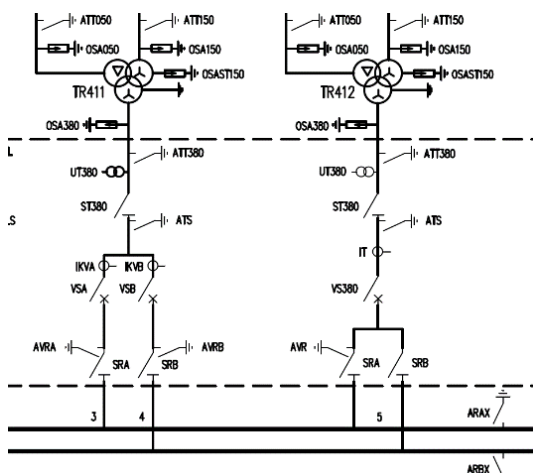 ATT050 ATT150 ATT050 ATT150
OSA050 OSA150 OSA050 OSA150
OSAST150 OSAST150
TR411 TR412
OSA380 OSA380
L ATT380 ATT380
UT380 UT380
ST380 ST380
LS ATS ATS
IKVA IKVB IT
VSA VSB VS380
AVRA AVRB AVR
SRA SRB SRA SRB
3 4 5 ARAX
ARBX